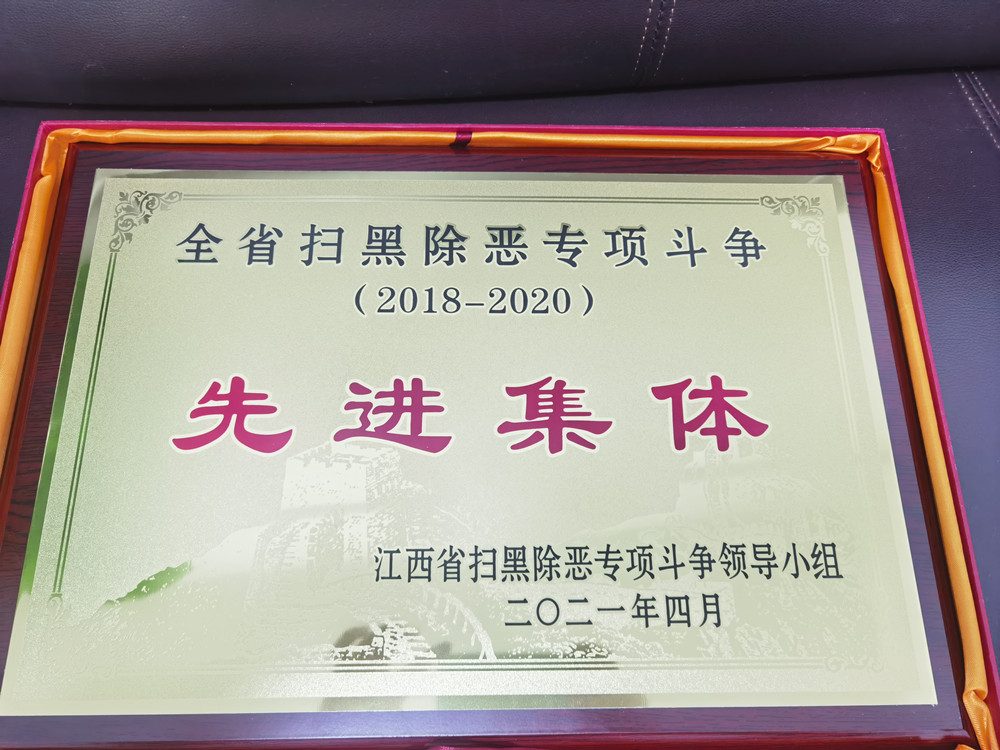 全省扫黑除恶专项斗争
（2018-2020）
先进集体
江西省扫黑除恶专项斗争领导小组
二〇二一年四月